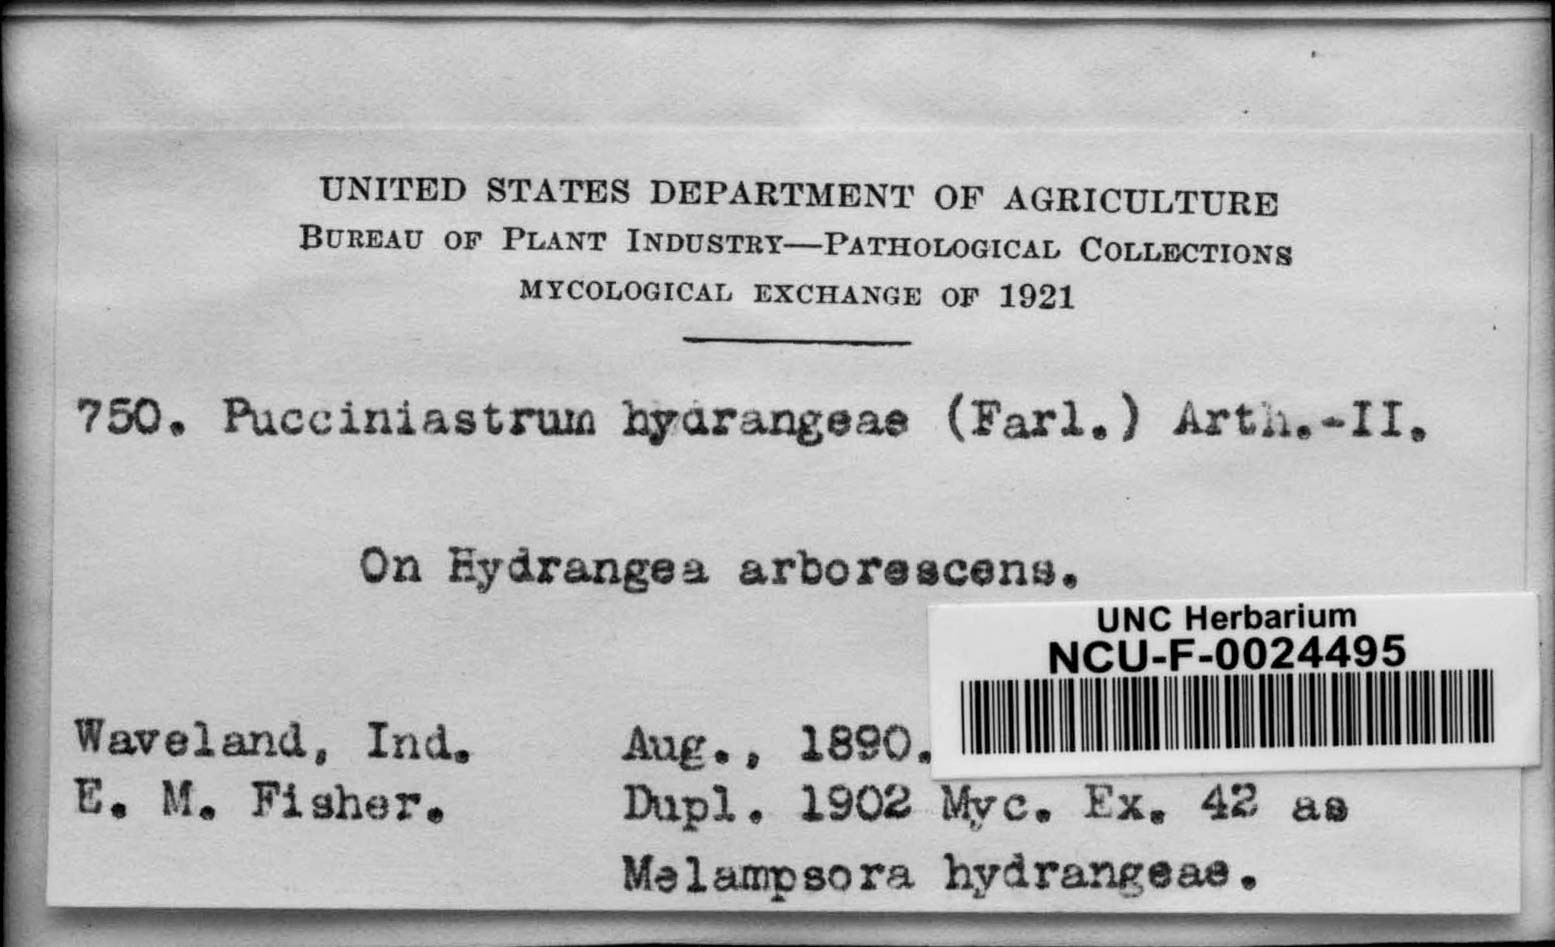 UNITED STATES DEPARTMENT OF AGRICULTURE
BUREAU OF PLANT INDUSTRY—PATHOLOGICAL COLLECTIONS
MYCOLOGICAL EXCHANGE OF 1921
750. Pucciniastrum hydrangeae (Farl.) Arth.-II.
On Hydrangea arborescens.
UNC Herbarium
NCU-F-0024495
Waveland, Ind. Aug., 1890.
E. M. Fisher. Dupl. 1902 Myc. Ex. 42 as
Melampsora hydrangeae.